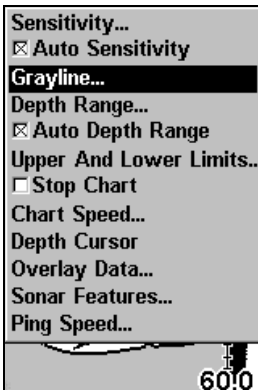 Sensitivity...
Auto Sensitivity
Grayline...
Depth Range...
Auto Depth Range
Upper And Lower Limits..
Stop Chart
Chart Speed...
Depth Cursor
Overlay Data...
Sonar Features...
Ping Speed...
60.0